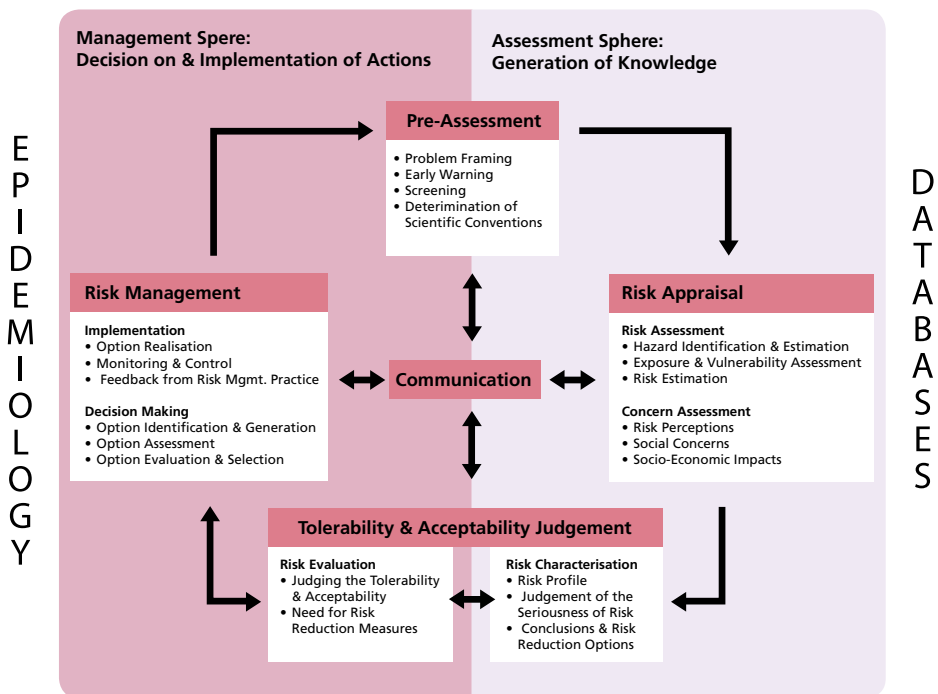 Management Spere:
Decision on & Implementation of Actions
Assessment Sphere:
Generation of Knowledge
EPIDEMIOLOGY
DATABASES
Pre-Assessment
• Problem Framing
• Early Warning
• Screening
• Deterimination of
Scientific Conventions
Risk Management
Implementation
• Option Realisation
• Monitoring & Control
• Feedback from Risk Mgmt. Practice
Decision Making
• Option Identification & Generation
• Option Assessment
• Option Evaluation & Selection
Communication
Risk Appraisal
Risk Assessment
• Hazard Identification & Estimation
• Exposure & Vulnerability Assessment
• Risk Estimation
Concern Assessment
• Risk Perceptions
• Social Concerns
• Socio-Economic Impacts
Tolerability & Acceptability Judgement
Risk Evaluation
• Judging the Tolerability
& Acceptability
• Need for Risk
Reduction Measures
Risk Characterisation
• Risk Profile
• Judgement of the
Seriousness of Risk
• Conclusions & Risk
Reduction Options